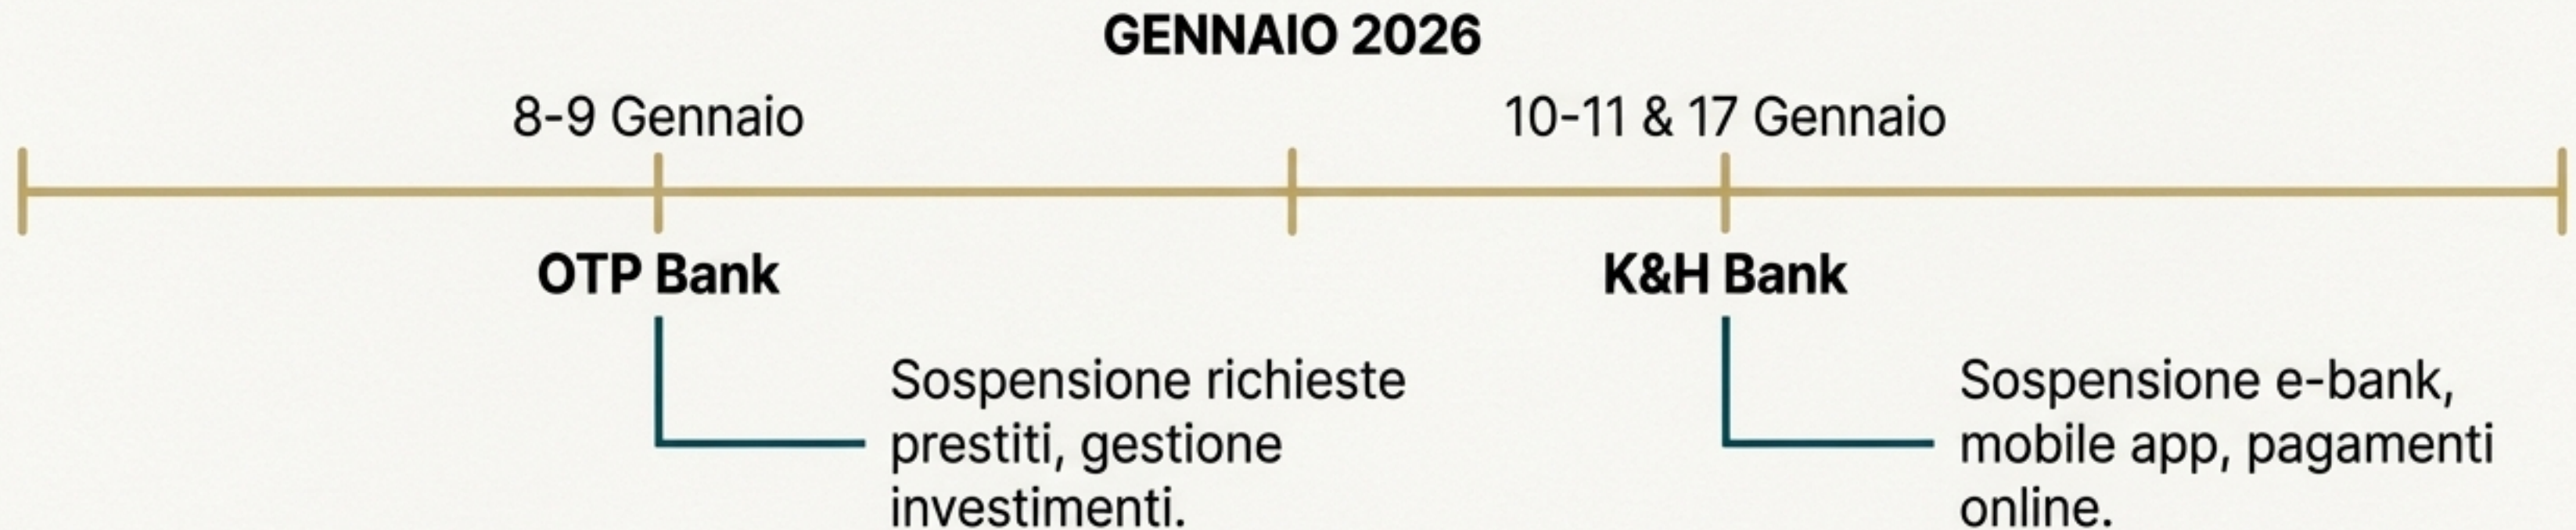 GENNAIO 2026
8-9 Gennaio
10-11 & 17 Gennaio
OTP Bank
K&H Bank
Sospensione richieste
prestiti, gestione
investimenti.
Sospensione e-bank,
mobile app, pagamenti
online.